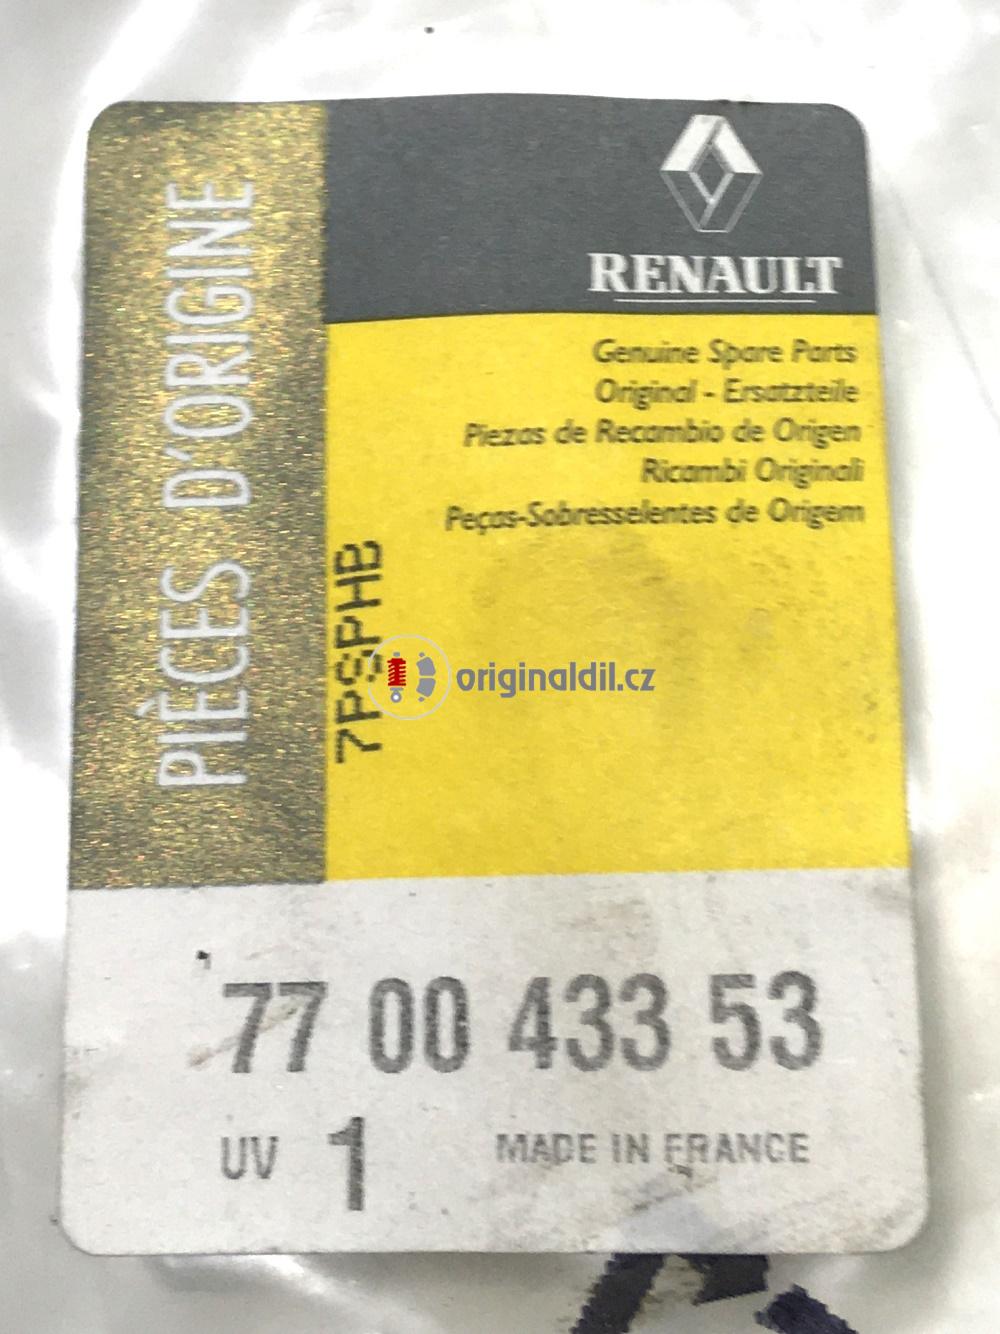 PIÈCES D'ORIGINE
RENAULT
Genuine Spare Parts
Original - Ersatzteile
Piezas de Recambio de Origen
Ricambi Originali
Peças-Sobresselentes de Origem
originaldil.cz
77 00 433 53
UV 1 MADE IN FRANCE